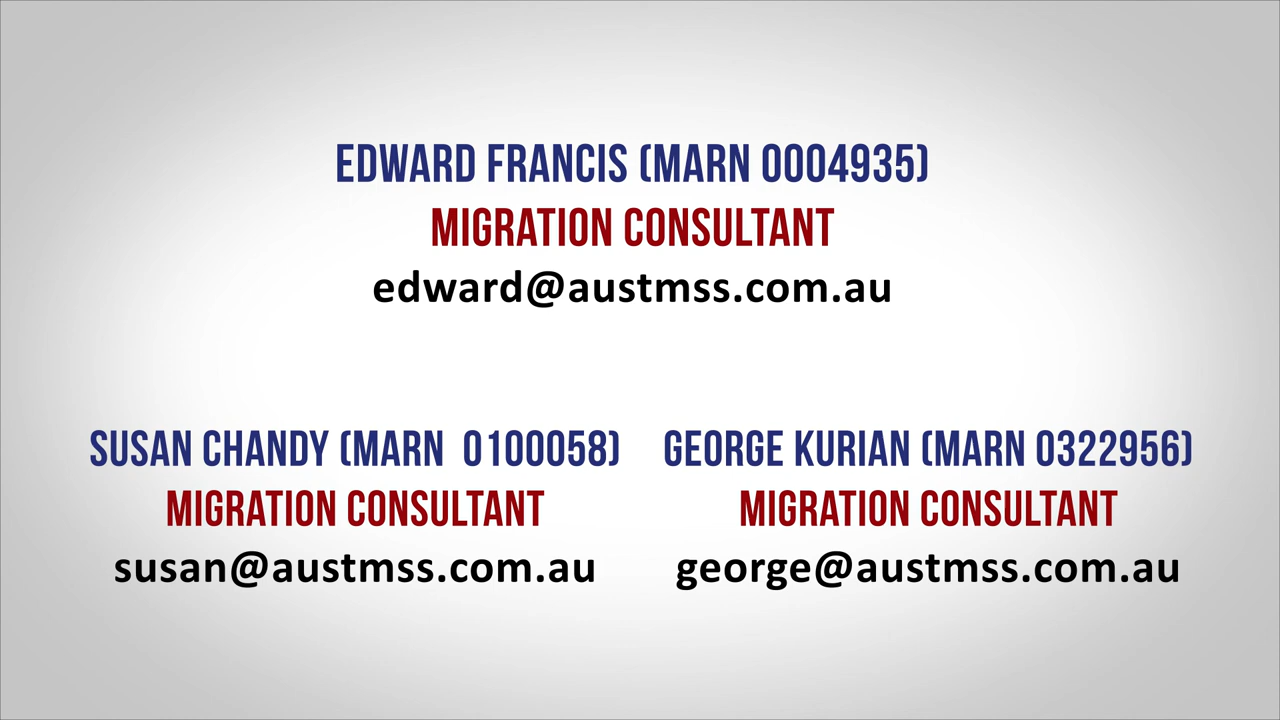 EDWARD FRANCIS (MARN 0004935)
MIGRATION CONSULTANT
edward@austmss.com.au
SUSAN CHANDY (MARN  0100058)
MIGRATION CONSULTANT
susan@austmss.com.au
GEORGE KURIAN (MARN 0322956)
MIGRATION CONSULTANT
george@austmss.com.au